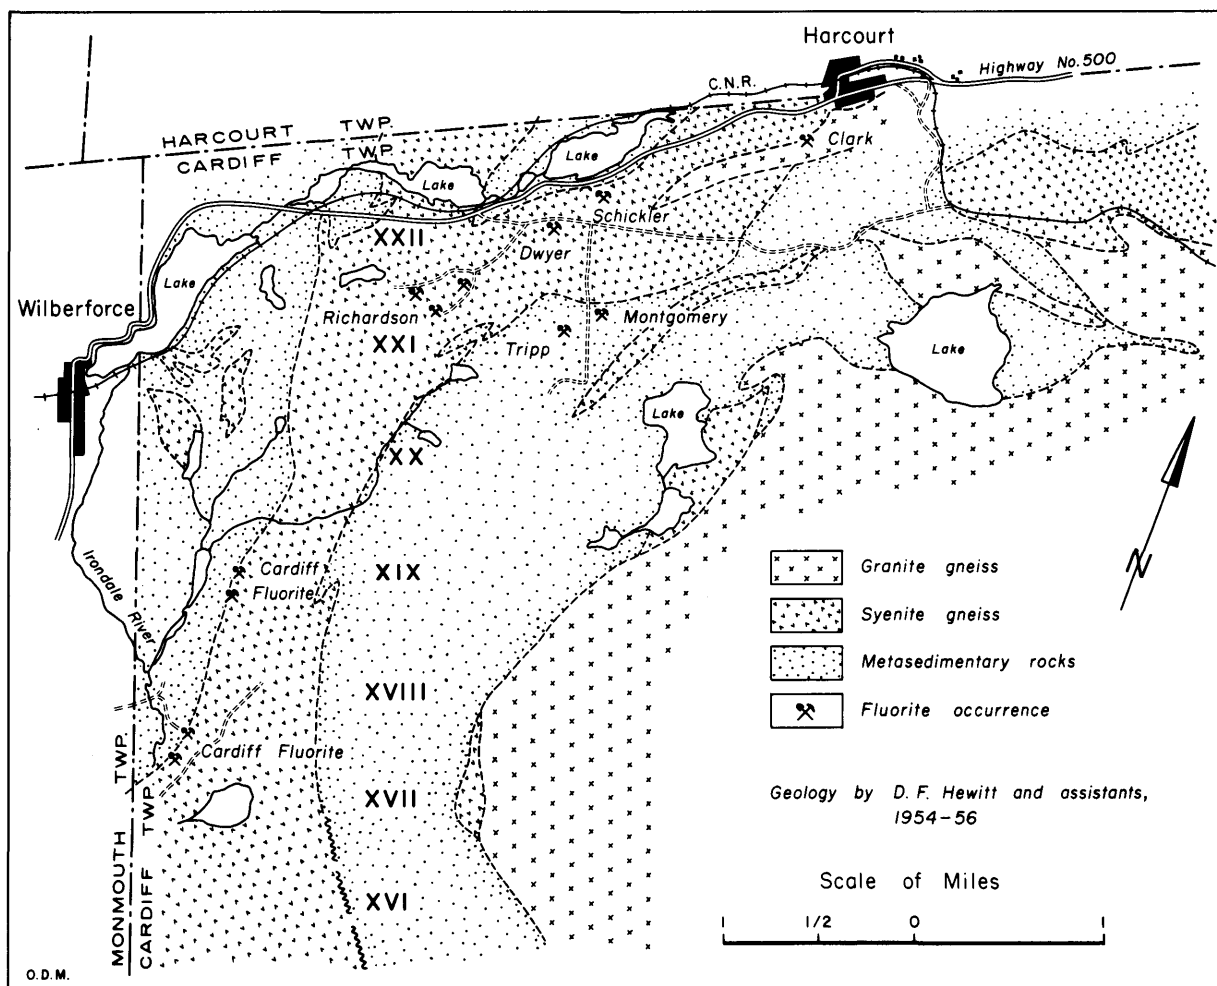 Harcourt
Highway No. 500
C.N.R.
HARCOURT TWP.
CARDIFF TWP.
Lake
Clark
Lake
Schickler
XXII
Dwyer
Lake
Wilberforce
Richardson
Montgomery
XXI
Tripp
Lake
Lake
XX
Irondale River
Cardiff
Fluorite
XIX
Granite gneiss
Syenite gneiss
Metasedimentary rocks
Fluorite occurrence
XVIII
Cardiff Fluorite
XVII
MONMOUTH TWP.
CARDIFF TWP.
XVI
N
Geology by D. F. Hewitt and assistants,
1954-56
Scale of Miles
1 1/2 0 1
O.D.M.